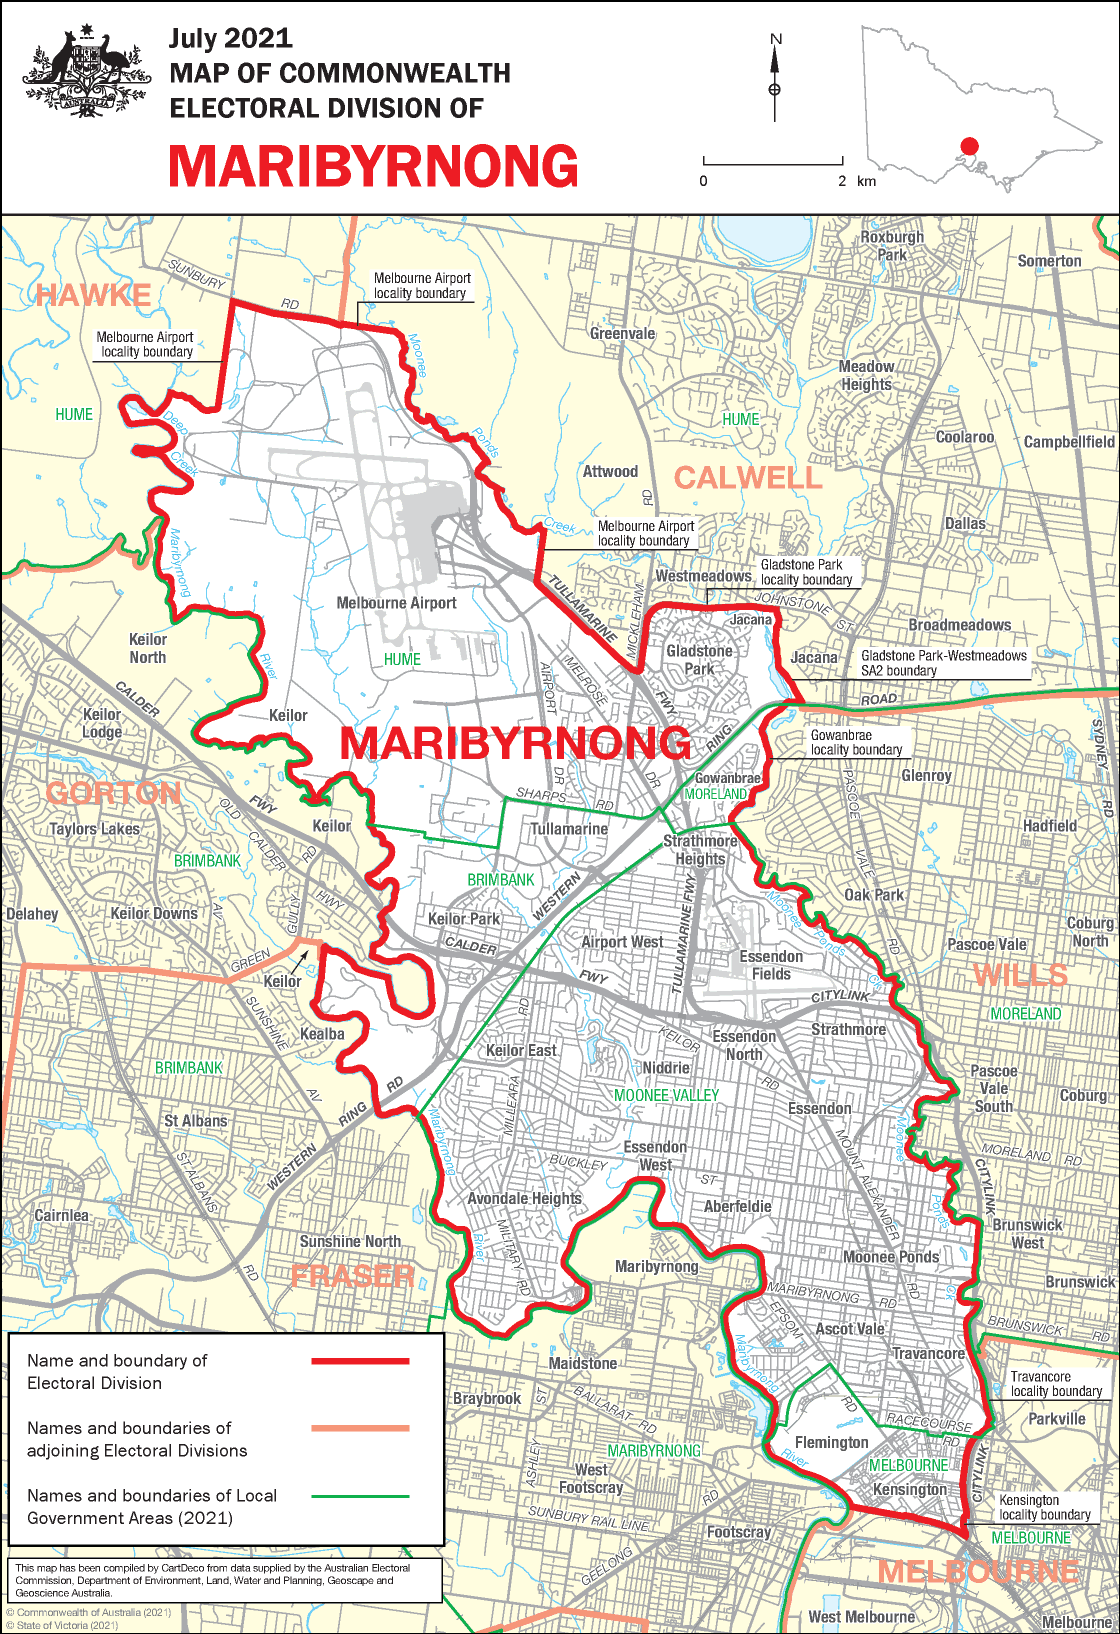 July 2021
MAP OF COMMONWEALTH
ELECTORAL DIVISION OF
MARIBYRNONG
AUSTRALIA
N
0 2 km
Roxburgh
Park
Somerton
SUNBURY
RD
HAWKE
Melbourne Airport
locality boundary
Melbourne Airport
locality boundary
Greenvale
Moonee
Meadow
Heights
HUME
Deep
Creek
HUME
Ponds
Coolaroo
Campbellfield
Attwood
CALWELL
RD
Creek
Melbourne Airport
locality boundary
Dallas
Maribyrnong
Westmeadows
Gladstone Park
locality boundary
TULLAMARINE
MICKLEHAM
JOHNSTONE
ST
Melbourne Airport
Jacana
Broadmeadows
Keilor
North
River
HUME
Gladstone
Park
Jacana
Gladstone Park-Westmeadows
SA2 boundary
AIRPORT
MELROSE
CALDER
FWY
ROAD
Keilor
Lodge
Keilor
MARIBYRNONG
RING
Gowanbrae
locality boundary
SYDNEY
RD
DR
DR
Gowanbrae
MORELAND
PASCOE
Glenroy
GORTON
FWY
SHARPS
RD
OLD
CALDER
RD
Taylors Lakes
Keilor
Tullamarine
Strathmore
Heights
Hadfield
BRIMBANK
BRIMBANK
VALE
HWY
WESTERN
Oak Park
Delahey
Keilor Downs
AV
GULLY
Keilor Park
TULLAMARINE FWY
Moonee
Ponds
Ck
RD
Coburg
North
CALDER
FWY
Airport West
Pascoe Vale
GREEN
Essendon
Fields
WILLS
Keilor
SUNSHINE
RD
CITYLINK
MORELAND
Kealba
KEILOR
RD
Essendon
North
Strathmore
Keilor East
BRIMBANK
Niddrie
Pascoe
Vale
South
MILLEARA
MOONEE VALLEY
Coburg
AV
RING
RD
Essendon
St Albans
Maribyrnong
Moonee
Essendon
West
MOUNT ALEXANDER
RD
MORELAND
RD
WESTERN
BUCKLEY
ST
CITYLINK
ST.ALBANS
RD
Avondale Heights
Aberfeldie
Ponds
Cairnlea
MILITARY
RD
Brunswick
West
Sunshine North
River
Moonee Ponds
FRASER
Maribyrnong
Ck
Brunswick
MARIBYRNONG
RD
EPSOM
RD
BRUNSWICK
RD
Ascot Vale
Travancore
Name and boundary of
Electoral Division
Names and boundaries of
adjoining Electoral Divisions
Names and boundaries of Local
Government Areas (2021)
Maribyrnong
Maidstone
Travancore
locality boundary
Braybrook
ST
BALLARAT
RD
RACECOURSE
RD
Parkville
ASHLEY
MARIBYRNONG
Flemington
River
MELBOURNE
West
Footscray
Kensington
CITYLINK
RD
Kensington
locality boundary
SUNBURY RAIL LINE
Footscray
MELBOURNE
GEELONG
MELBOURNE
West Melbourne
Melbourne
This map has been compiled by CartDeco from data supplied by the Australian Electoral
Commission, Department of Environment, Land, Water and Planning, Geoscape and
Geoscience Australia.
© Commonwealth of Australia (2021)
© State of Victoria (2021)